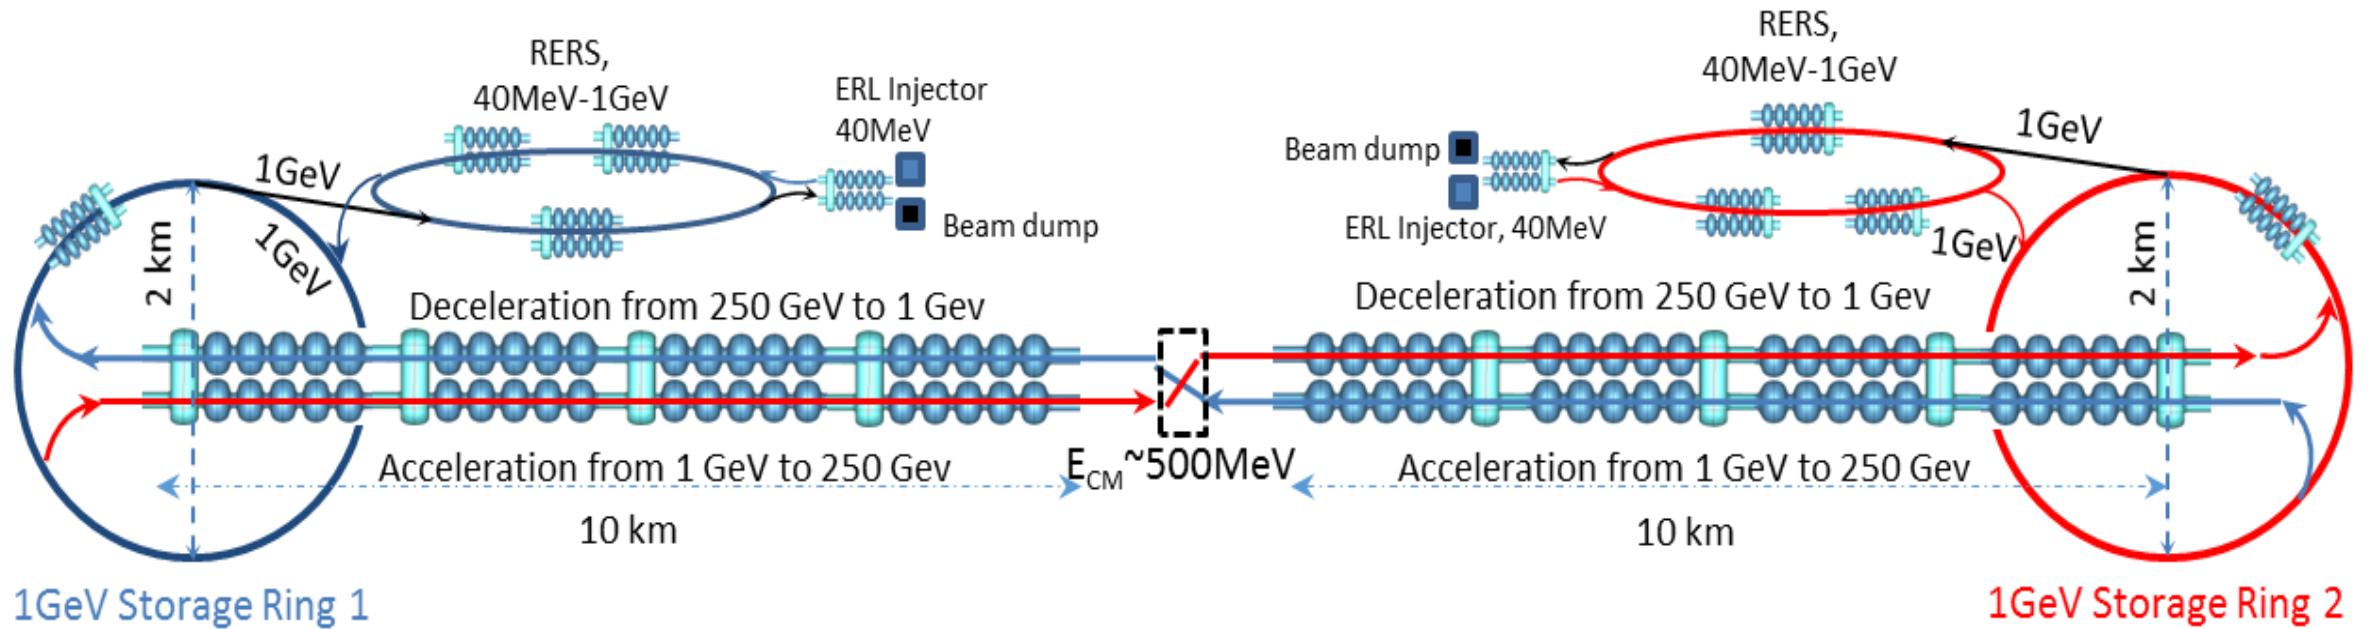 RERS,
40MeV-1GeV
ERL Injector
40MeV
Beam dump
1GeV
1GeV
2 km
Deceleration from 250 GeV to 1 Gev
Acceleration from 1 GeV to 250 Gev
10 km
1GeV Storage Ring 1
ECM~500MeV
RERS,
40MeV-1GeV
Beam dump
ERL Injector, 40MeV
1GeV
1GeV
2 km
Deceleration from 250 GeV to 1 Gev
Acceleration from 1 GeV to 250 Gev
10 km
1GeV Storage Ring 2